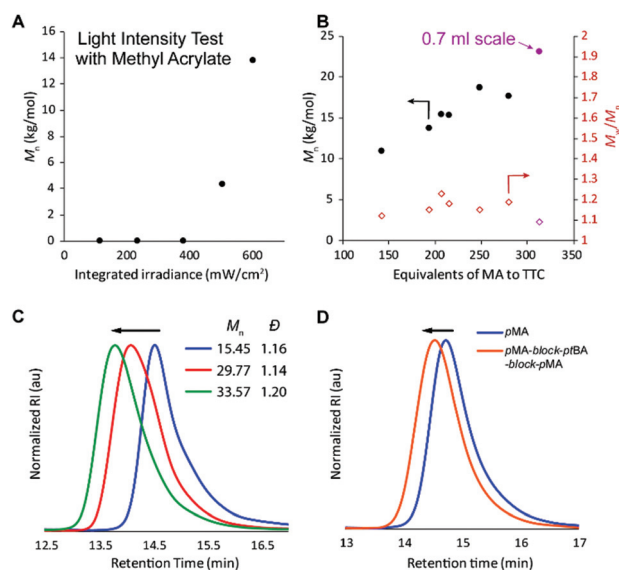 A
Light Intensity Test
with Methyl Acrylate
Mn (kg/mol)
16
14
12
10
8
6
4
2
0
0 200 400 600 800
Integrated irradiance (mW/cm²)
B
0.7 ml scale
Mn (kg/mol)
25
20
15
10
5
0
100 150 200 250 300 350
Equivalents of MA to TTC
2
1.9
1.8
1.7
1.6
1.5
1.4
1.3
1.2
1.1
1
Mw/Mn
C
Mn Đ
15.45 1.16
29.77 1.14
33.57 1.20
Normalized RI (au)
12.5 13.5 14.5 15.5 16.5
Retention Time (min)
D
pMA
pMA-block-ptBA
-block-pMA
Normalized RI (au)
13 14 15 16 17
Retention time (min)